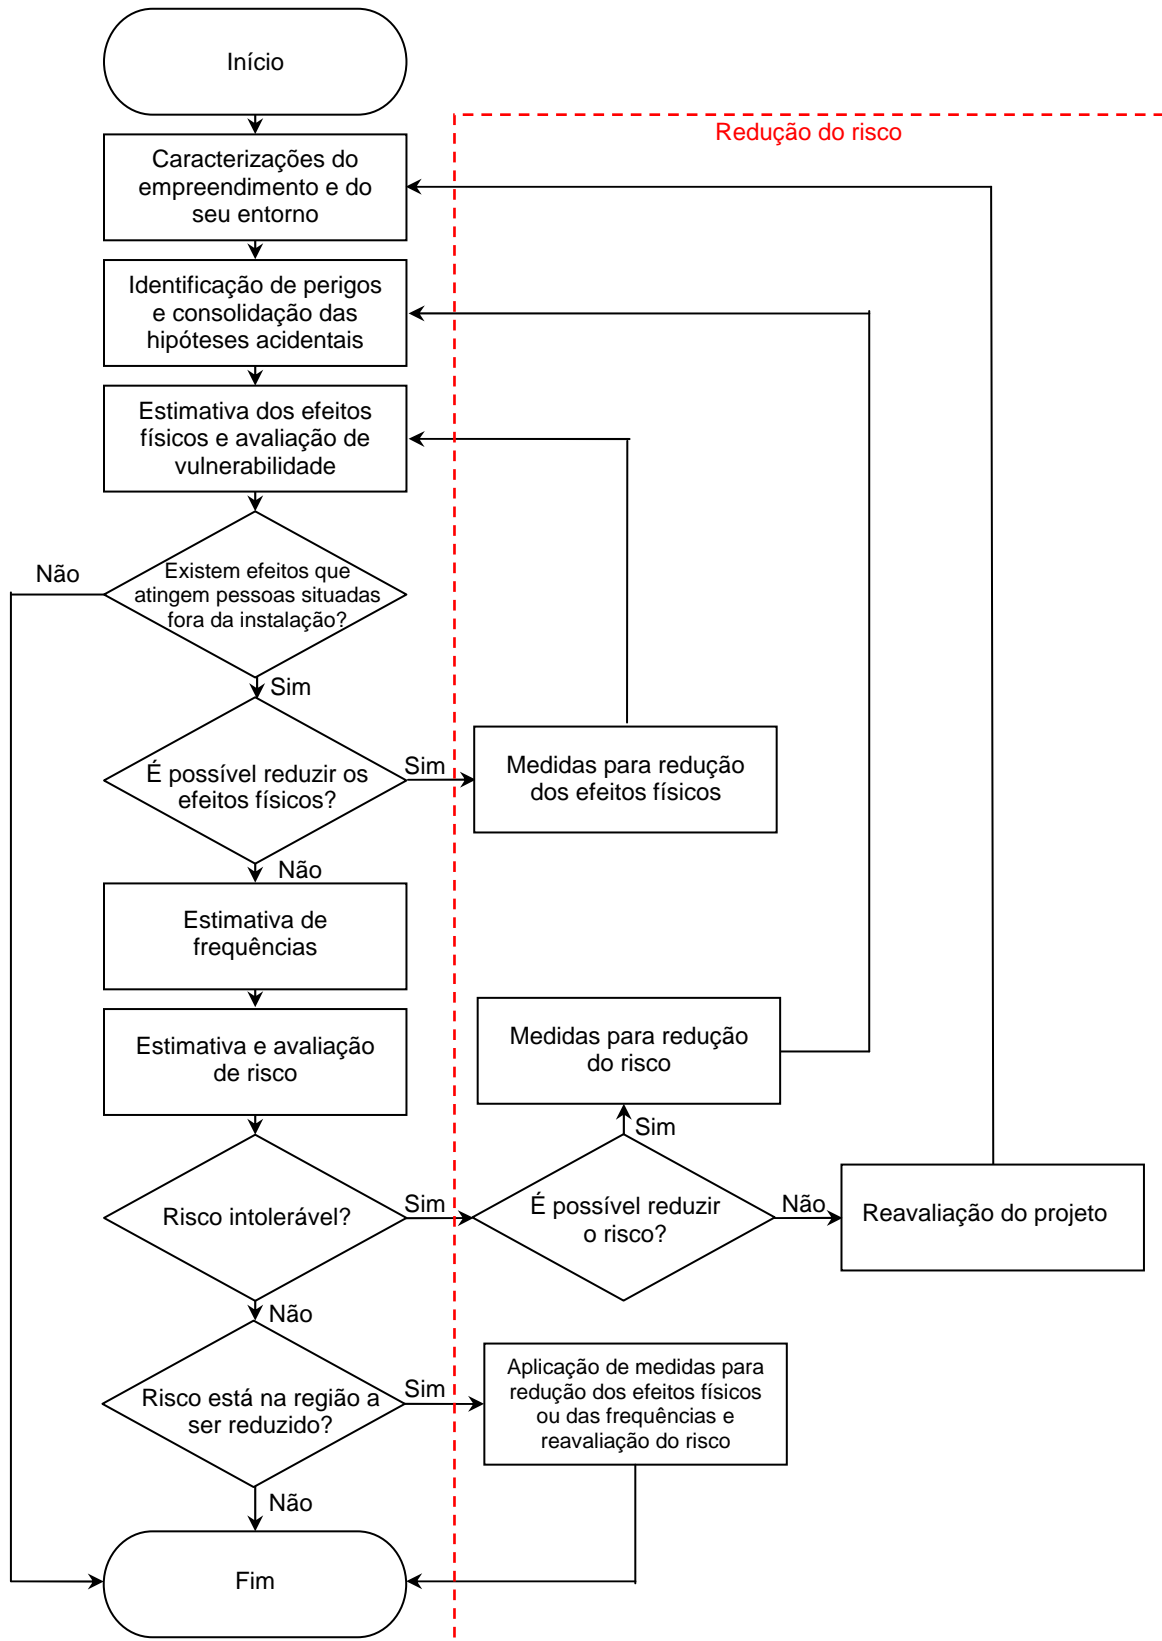 Início
Redução do risco
Caracterizações do
empreendimento e do
seu entorno
Identificação de perigos
e consolidação das
hipóteses acidentais
Estimativa dos efeitos
físicos e avaliação de
vulnerabilidade
Não
Existem efeitos que
atingem pessoas situadas
fora da instalação?
Sim
É possível reduzir os
efeitos físicos?
Sim
Medidas para redução
dos efeitos físicos
Não
Estimativa de
frequências
Estimativa e avaliação
de risco
Medidas para redução
do risco
Sim
Risco intolerável?
Sim
É possível reduzir
o risco?
Não
Reavaliação do projeto
Não
Risco está na região a
ser reduzido?
Sim
Aplicação de medidas para
redução dos efeitos físicos
ou das frequências e
reavaliação do risco
Não
Fim